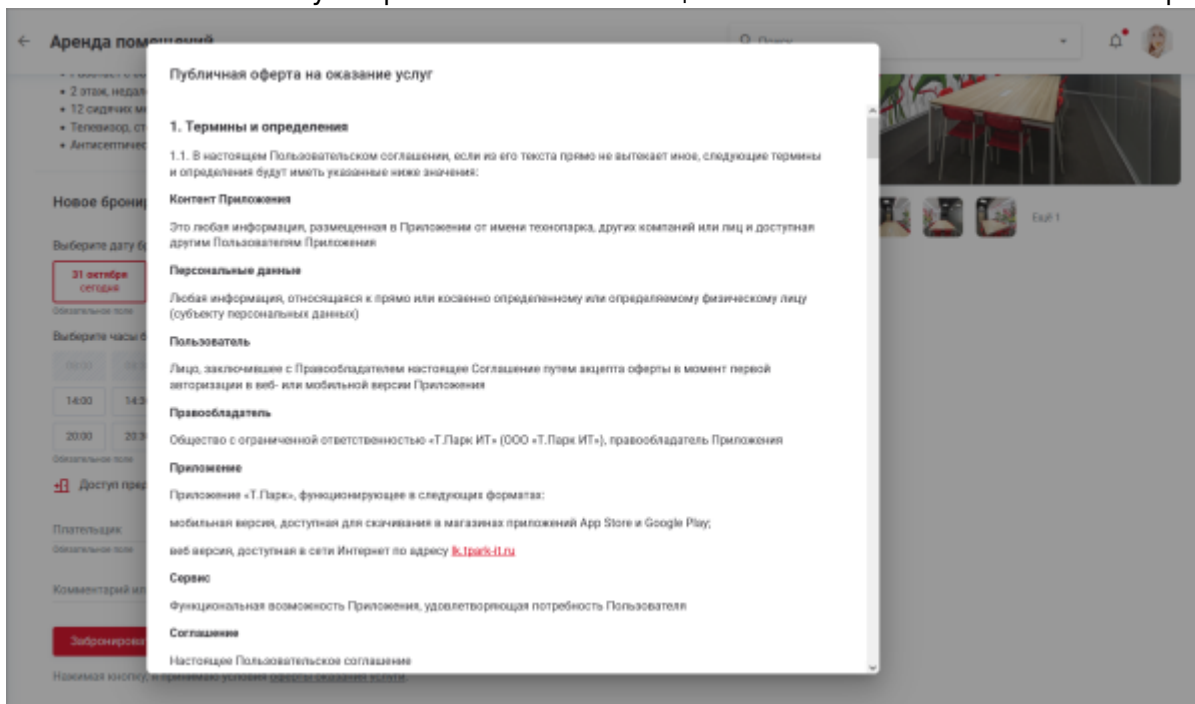 Аренда помещений
Поиск
2 этаж, недал
12 сидячих м
Телевизор, ст
Антисептичес
Новое брони
Выберите дату б
31 октября
сегодня
Обязательное поле
Выберите часы б
09:00
14:00
20:00
Обязательное поле
Доступ пред
Плательщик
Обязательное поле
Комментарий ил
Забронирова
Нажимая кнопку, я принимаю условия оферты оказания услуги.
Ещё 1
Публичная оферта на оказание услуг
1. Термины и определения
1.1. В настоящем Пользовательском соглашении, если из его текста прямо не вытекает иное, следующие термины
и определения будут иметь указанные ниже значения:
Контент Приложения
Это любая информация, размещенная в Приложении от имени технопарка, других компаний или лиц и доступная
другим Пользователям Приложения
Персональные данные
Любая информация, относящаяся к прямо или косвенно определенному или определяемому физическому лицу
(субъекту персональных данных)
Пользователь
Лицо, заключившее с Правообладателем настоящее Соглашение путем акцепта оферты в момент первой
авторизации в веб- или мобильной версии Приложения
Правообладатель
Общество с ограниченной ответственностью «Т.Парк ИТ» (ООО «Т.Парк ИТ»), правообладатель Приложения
Приложение
Приложение «Т.Парк», функционирующее в следующих форматах:
мобильная версия, доступная для скачивания в магазинах приложений App Store и Google Play;
веб версия, доступная в сети Интернет по адресу lk.tpark-it.ru
Сервис
Функциональная возможность Приложения, удовлетворяющая потребность Пользователя
Соглашение
Настоящее Пользовательское соглашение